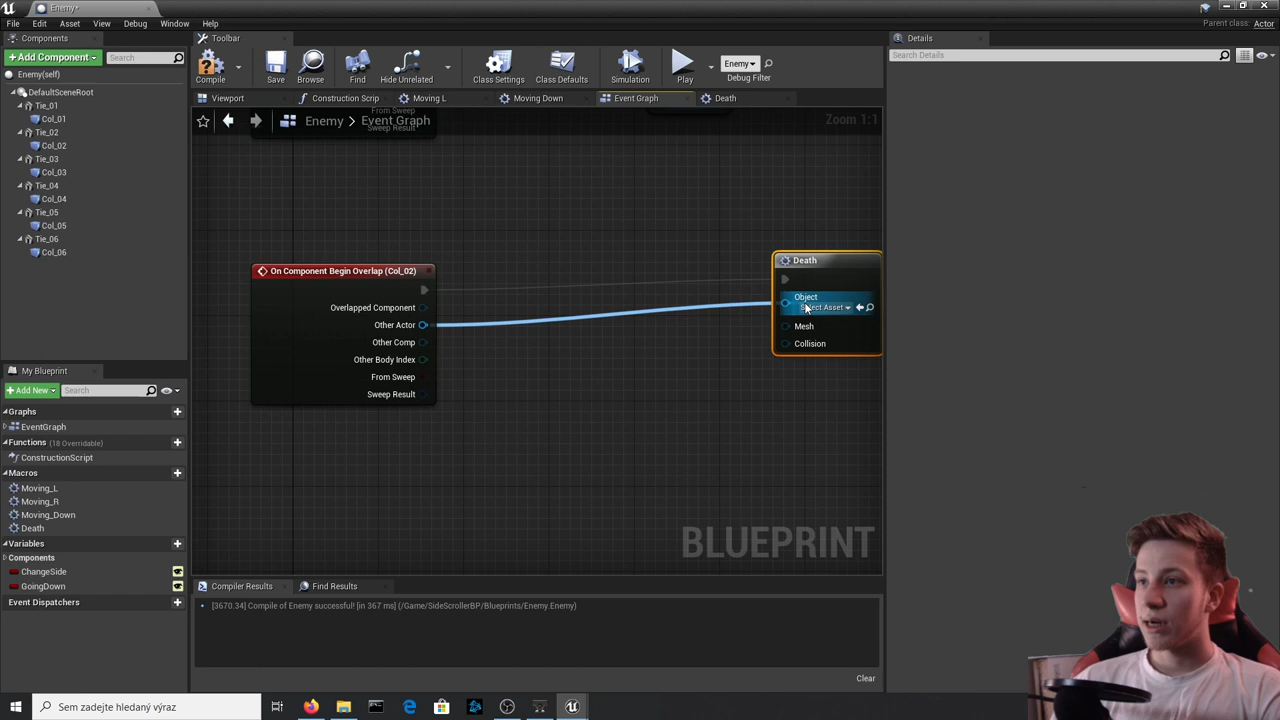 Enemy*
File Edit Asset View Debug Window Help
Parent class: Actor
Components
Toolbar
Details
+Add Component
Search
Compile
Save
Browse
Find
Hide Unrelated
Class Settings
Class Defaults
Simulation
Play
Enemy
Debug Filter
Search Details
Enemy(self)
DefaultSceneRoot
Tie_01
Col_01
Tie_02
Col_02
Tie_03
Col_03
Tie_04
Col_04
Tie_05
Col_05
Tie_06
Col_06
Viewport
Construction Scrip
Moving L
Moving Down
Event Graph
Death
Enemy > Event Graph
Zoom 1:1
From Sweep
Sweep Result
On Component Begin Overlap (Col_02)
Overlapped Component
Other Actor
Other Comp
Other Body Index
From Sweep
Sweep Result
Death
Object
Select Asset
Mesh
Collision
BLUEPRINT
My Blueprint
+Add New
Search
Graphs
EventGraph
Functions (18 Overridable)
ConstructionScript
Macros
Moving_L
Moving_R
Moving_Down
Death
Variables
Components
ChangeSide
GoingDown
Event Dispatchers
Compiler Results
Find Results
[3670.34] Compile of Enemy successful! [in 367 ms] (/Game/SideScrollerBP/Blueprints/Enemy.Enemy)
Clear
Sem zadejte hledaný výraz